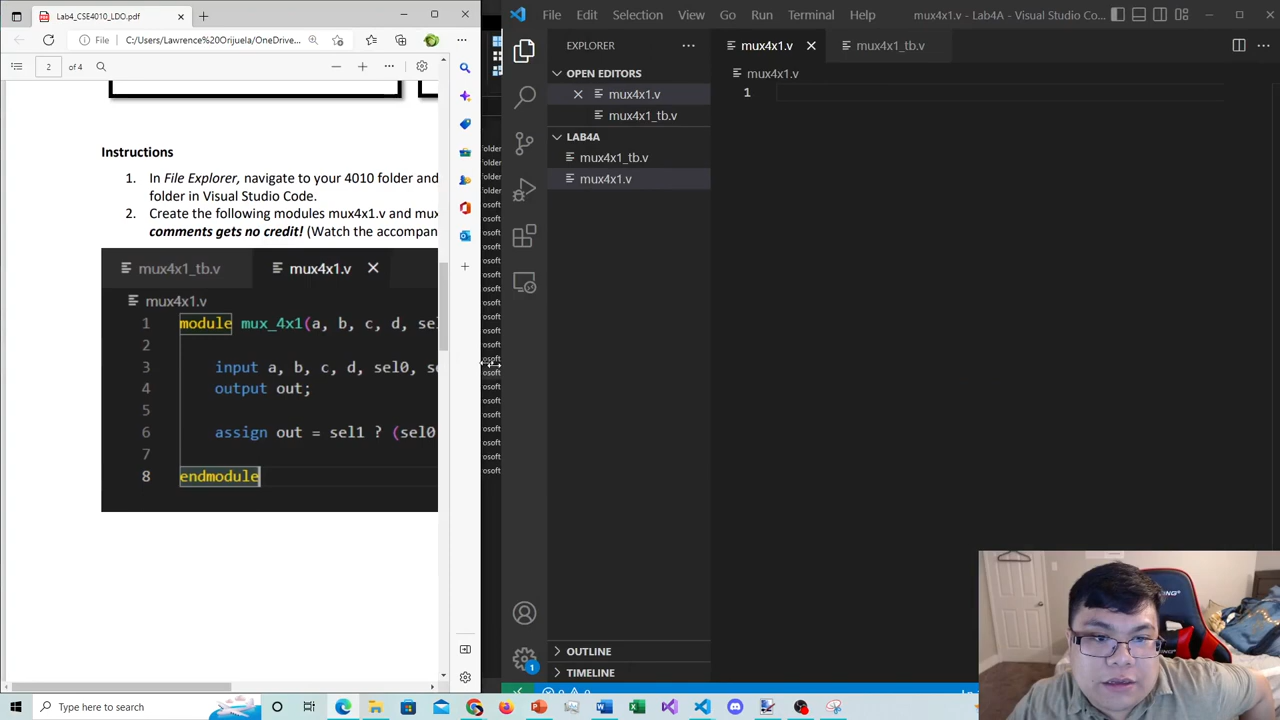 Lab4_CSE4010_LDO.pdf
File
C:/Users/Lawrence%20Orijuela/OneDrive...
2
of 4
Instructions
1. In File Explorer, navigate to your 4010 folder and
folder in Visual Studio Code.
2. Create the following modules mux4x1.v and mux
comments gets no credit! (Watch the accompan
mux4x1_tb.v
mux4x1.v
mux4x1.v
1 module mux_4x1(a, b, c, d, se
2
3 input a, b, c, d, sel0, s
4 output out;
5
6 assign out = sel1 ? (sel0
7
8 endmodule
File Edit Selection View Go Run Terminal Help
mux4x1.v - Lab4A - Visual Studio Co...
EXPLORER
OPEN EDITORS
mux4x1.v
mux4x1_tb.v
LAB4A
mux4x1_tb.v
mux4x1.v
OUTLINE
TIMELINE
mux4x1.v
mux4x1_tb.v
mux4x1.v
1
1
Type here to search